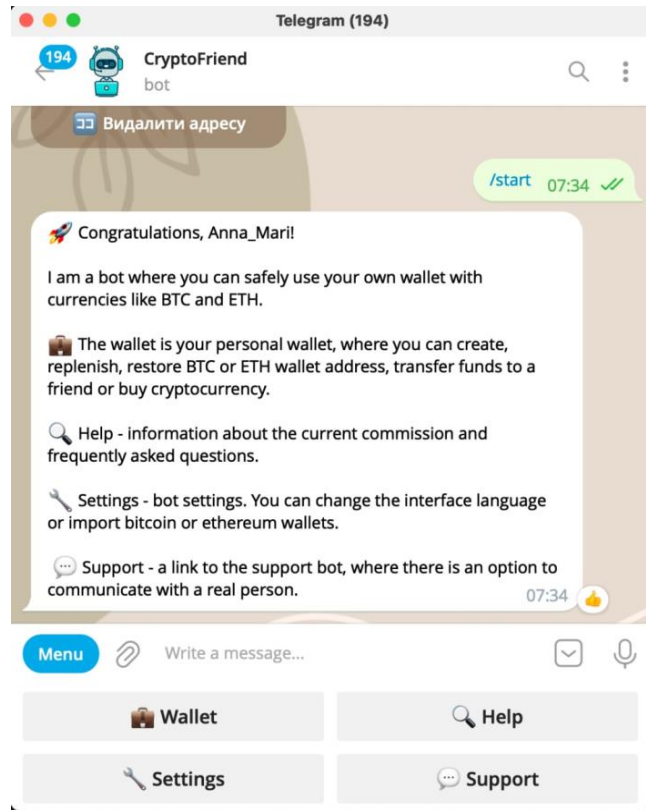 Telegram (194)
194
CryptoFriend
bot
Видалити адресу
/start 07:34
Congratulations, Anna_Mari!
I am a bot where you can safely use your own wallet with
currencies like BTC and ETH.
The wallet is your personal wallet, where you can create,
replenish, restore BTC or ETH wallet address, transfer funds to a
friend or buy cryptocurrency.
Help - information about the current commission and
frequently asked questions.
Settings - bot settings. You can change the interface language
or import bitcoin or ethereum wallets.
Support - a link to the support bot, where there is an option to
communicate with a real person.
07:34
Menu
Write a message...
Wallet
Help
Settings
Support